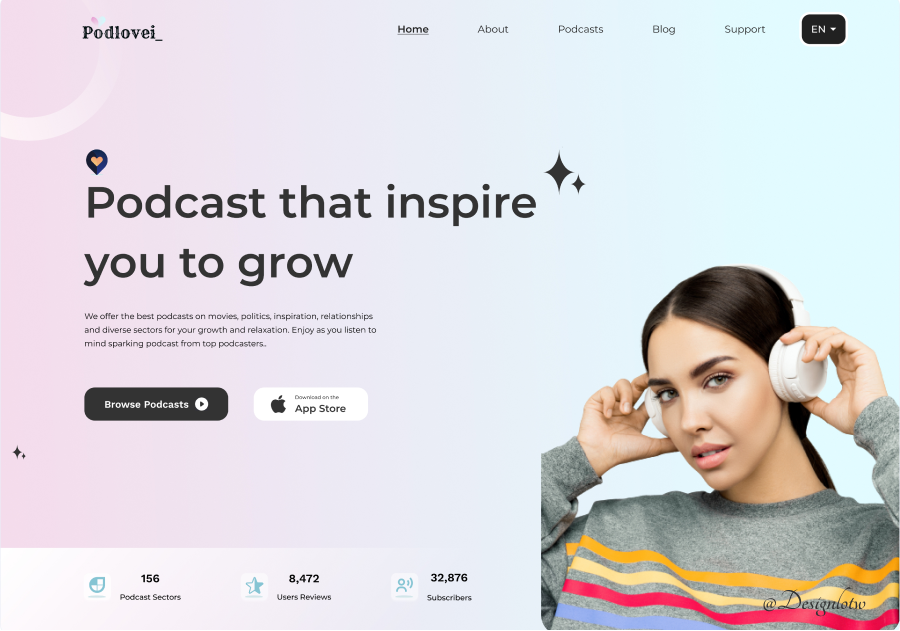 Podlovei_
Home
About
Podcasts
Blog
Support
EN
Podcast that inspire
you to grow
We offer the best podcasts on movies, politics, inspiration, relationships
and diverse sectors for your growth and relaxation. Enjoy as you listen to
mind sparking podcast from top podcasters..
Browse Podcasts
Download on the
App Store
156
Podcast Sectors
8,472
Users Reviews
32,876
Subscribers
@Designlotw